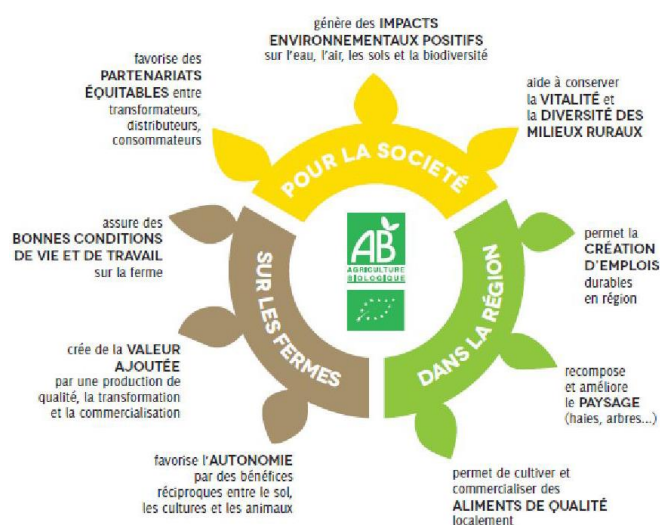 génère des IMPACTS
ENVIRONNEMENTAUX POSITIFS
sur l'eau, l'air, les sols et la biodiversité
favorise des
PARTENARIATS
ÉQUITABLES entre
transformateurs,
distributeurs,
consommateurs
aide à conserver
la VITALITÉ et
la DIVERSITÉ DES
MILIEUX RURAUX
POUR LA SOCIÉTÉ
assure des
BONNES CONDITIONS
DE VIE ET DE TRAVAIL
sur la ferme
AB
AGRICULTURE
BIOLOGIQUE
permet la
CRÉATION
D'EMPLOIS
durables
en région
SUR LES FERMES
DANS LA RÉGION
crée de la VALEUR
AJOUTÉE
par une production de
qualité, la transformation
et la commercialisation
recompose
et améliore
le PAYSAGE
(haies, arbres...)
favorise l'AUTONOMIE
par des bénéfices
réciproques entre le sol,
les cultures et les animaux
permet de cultiver et
commercialiser des
ALIMENTS DE QUALITÉ
localement